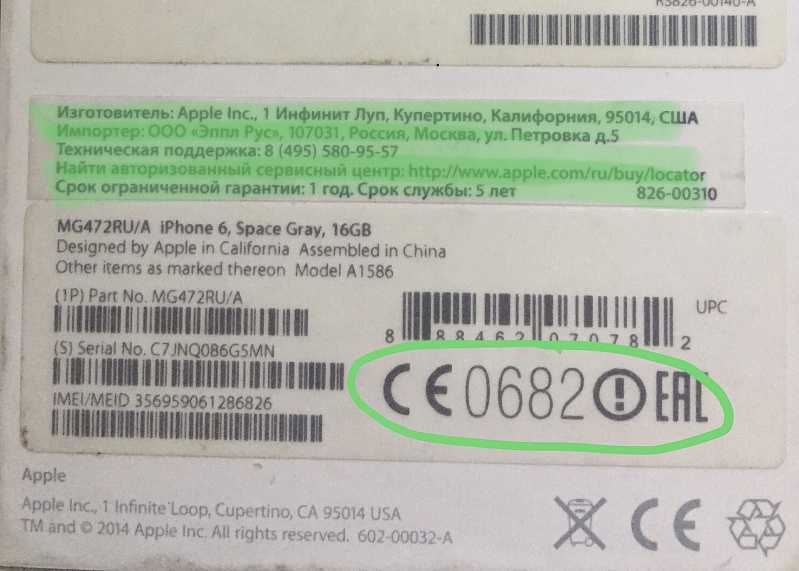 R3826-00140-A
Изготовитель: Apple Inc., 1 Инфинит Луп, Купертино, Калифорния, 95014, США
Импортер: ООО «Эппл Рус», 107031, Россия, Москва, ул. Петровка д.5
Техническая поддержка: 8 (495) 580-95-57
Найти авторизованный сервисный центр: http://www.apple.com/ru/buy/locator
Срок ограниченной гарантии: 1 год. Срок службы: 5 лет 826-00310
MG472RU/A iPhone 6, Space Gray, 16GB
Designed by Apple in California Assembled in China
Other items as marked thereon Model A1586
(1P) Part No. MG472RU/A
UPC
8 88462 07078 2
(S) Serial No. C7JNQ086G5MN
CE0682 EAC
IMEI/MEID 356959061286826
Apple
Apple Inc., 1 Infinite Loop, Cupertino, CA 95014 USA
TM and © 2014 Apple Inc. All rights reserved. 602-00032-A
CE